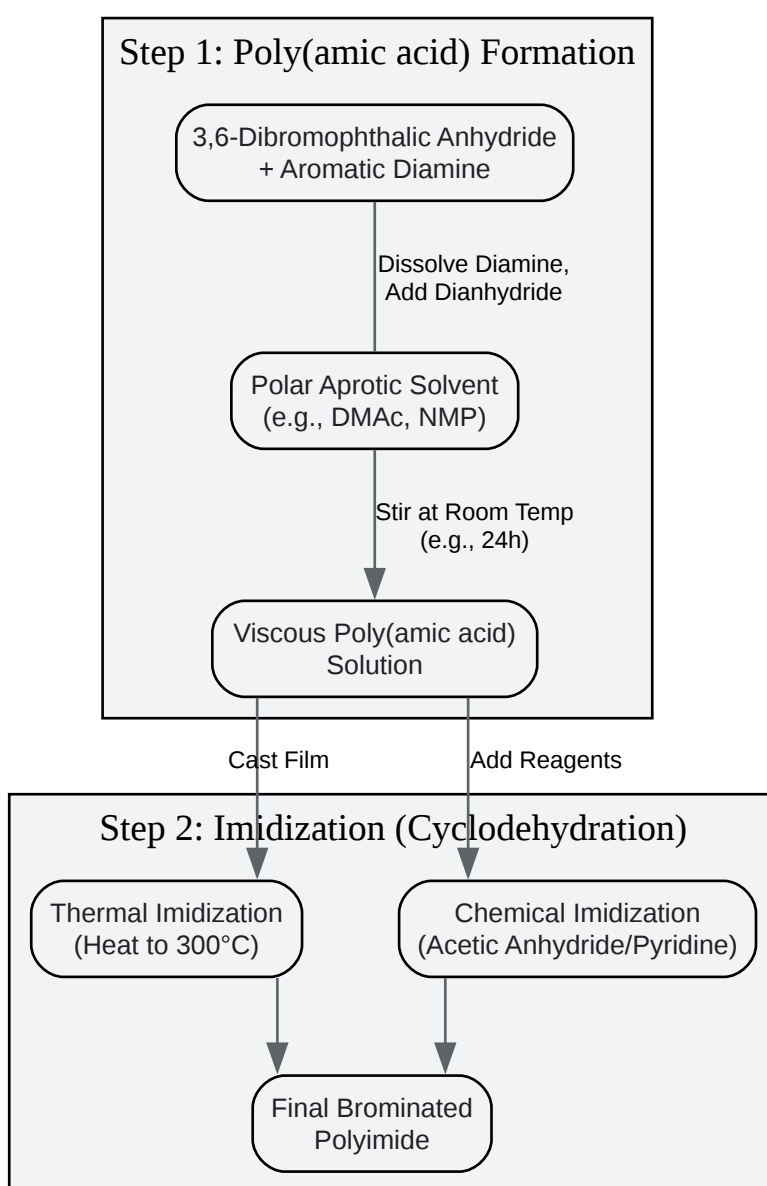 Step 1: Poly(amic acid) Formation
3,6-Dibromophthalic Anhydride
+ Aromatic Diamine
Dissolve Diamine,
Add Dianhydride
Polar Aprotic Solvent
(e.g., DMAc, NMP)
Stir at Room Temp
(e.g., 24h)
Viscous Poly(amic acid)
Solution
Cast Film
Add Reagents
Step 2: Imidization (Cyclodehydration)
Thermal Imidization
(Heat to 300°C)
Chemical Imidization
(Acetic Anhydride/Pyridine)
Final Brominated
Polyimide